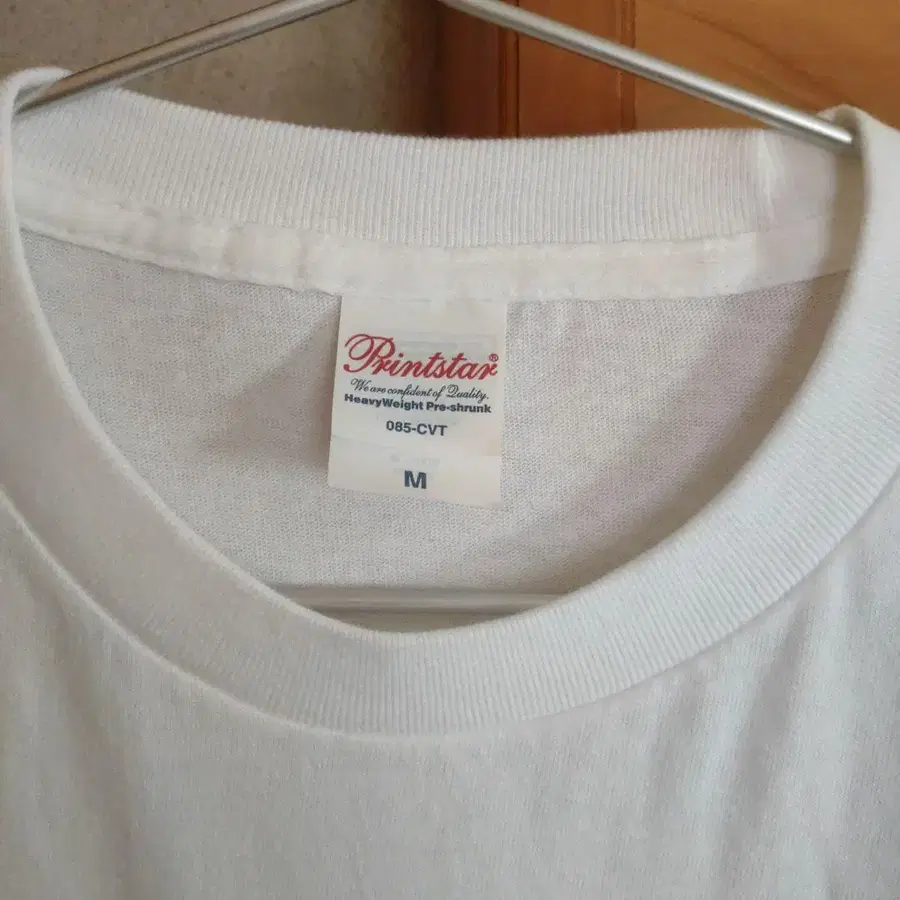 Printstar®
We are confident of Quality.
HeavyWeight Pre-shrunk
085-CVT
M